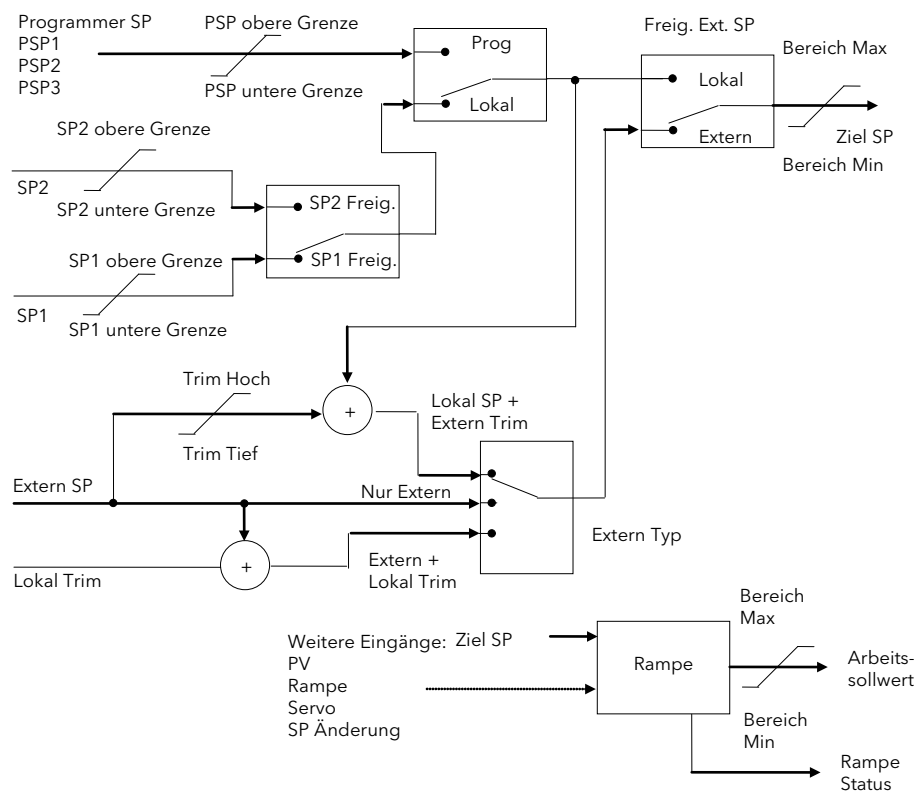 Programmer SP
PSP1
PSP2
PSP3
PSP obere Grenze
PSP untere Grenze
Prog
Lokal
Freig. Ext. SP
Lokal
Extern
Bereich Max
Ziel SP
Bereich Min
SP2 obere Grenze
SP2
SP2 untere Grenze
SP2 Freig.
SP1 Freig.
SP1 obere Grenze
SP1
SP1 untere Grenze
Trim Hoch
Trim Tief
+
Lokal SP +
Extern Trim
Extern SP
Nur Extern
Extern Typ
Lokal Trim
+
Extern +
Lokal Trim
Weitere Eingänge: Ziel SP
PV
Rampe
Servo
SP Änderung
Rampe
Bereich
Max
Arbeits-
sollwert
Bereich
Min
Rampe
Status